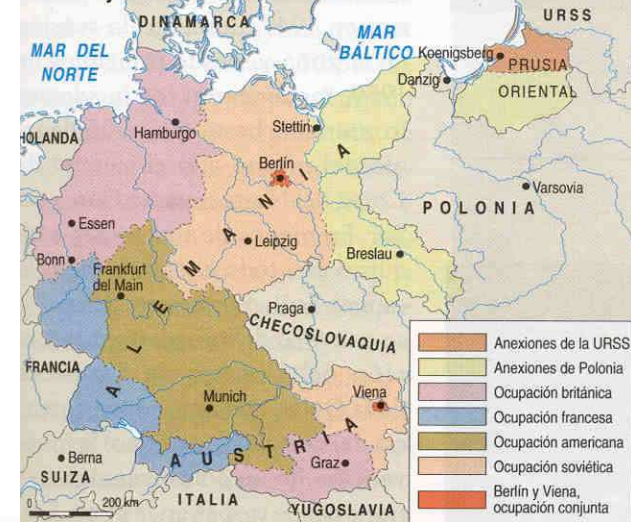 DINAMARCA
URSS
MAR DEL
NORTE
MAR
BÁLTICO
Koenigsberg
PRUSIA
ORIENTAL
Danzig
HOLANDA
Hamburgo
Stettin
Berlín
Varsovia
POLONIA
Essen
Leipzig
Breslau
Bonn
Frankfurt
del Main
ALEMANIA
Praga
CHECOSLOVAQUIA
FRANCIA
Munich
Viena
AUSTRIA
Graz
Berna
SUIZA
ITALIA
YUGOSLAVIA
0 200 km
Anexiones de la URSS
Anexiones de Polonia
Ocupación británica
Ocupación francesa
Ocupación americana
Ocupación soviética
Berlín y Viena,
ocupación conjunta